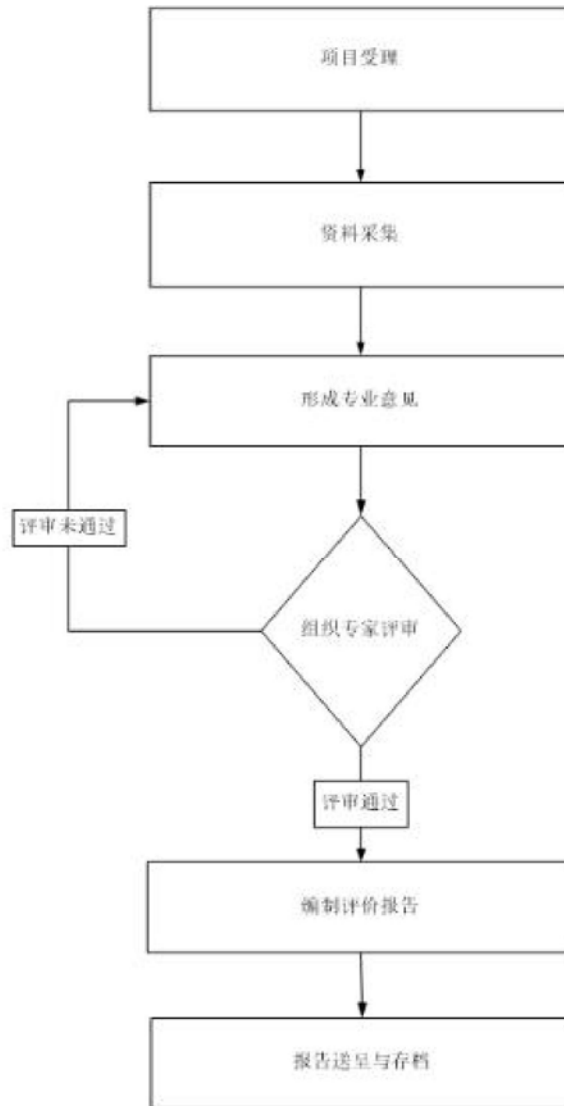 项目受理
资料采集
形成专业意见
评审未通过
组织专家评审
评审通过
编制评价报告
报告送呈与存档